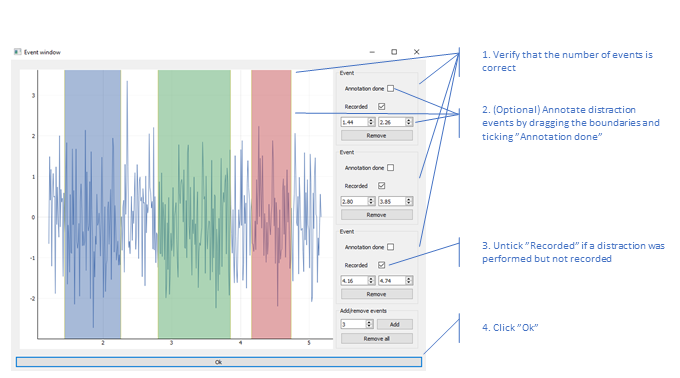 Event window
Event
Annotation done
Recorded
1.44 2.26
Remove
Event
Annotation done
Recorded
2.80 3.85
Remove
Event
Annotation done
Recorded
4.16 4.74
Remove
Add/remove events
3 Add
Remove all
3
2
1
0
-1
-2
2 3 4 5
Ok
1. Verify that the number of events is
correct
2. (Optional) Annotate distraction
events by dragging the boundaries and
ticking "Annotation done"
3. Untick "Recorded" if a distraction was
performed but not recorded
4. Click "Ok"